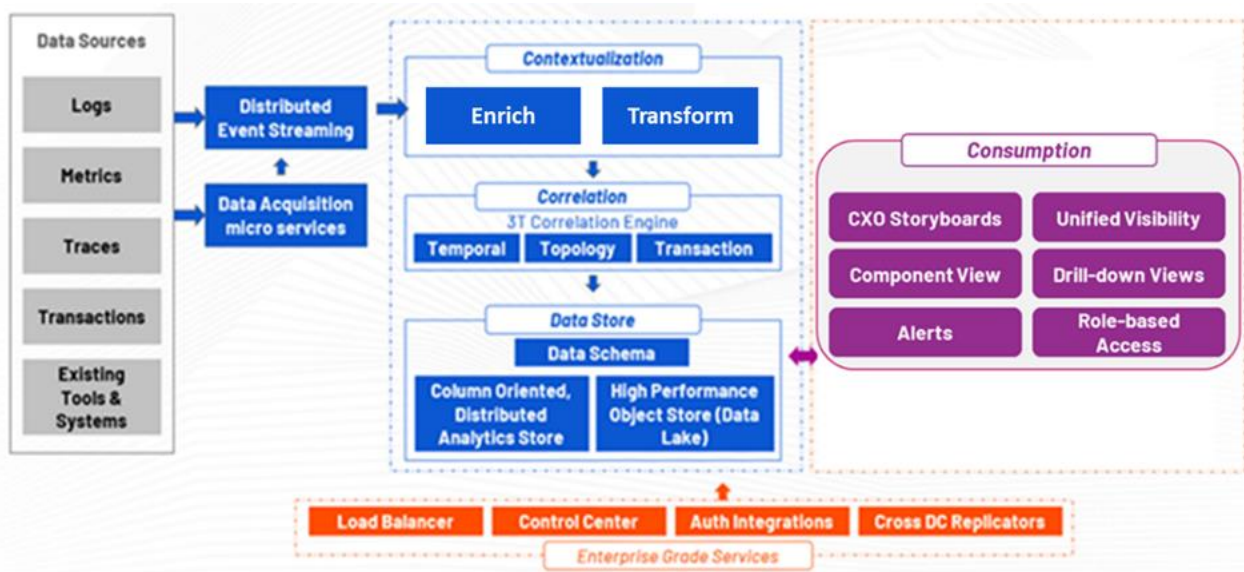 Data Sources
Logs
Metrics
Traces
Transactions
Existing
Tools &
Systems
Distributed
Event Streaming
Data Acquisition
micro services
Contextualization
Enrich
Transform
Correlation
3T Correlation Engine
Temporal
Topology
Transaction
Data Store
Data Schema
Column Oriented,
Distributed
Analytics Store
High Performance
Object Store (Data
Lake)
Consumption
CXO Storyboards
Unified Visibility
Component View
Drill-down Views
Alerts
Role-based
Access
Load Balancer
Control Center
Auth Integrations
Cross DC Replicators
Enterprise Grade Services